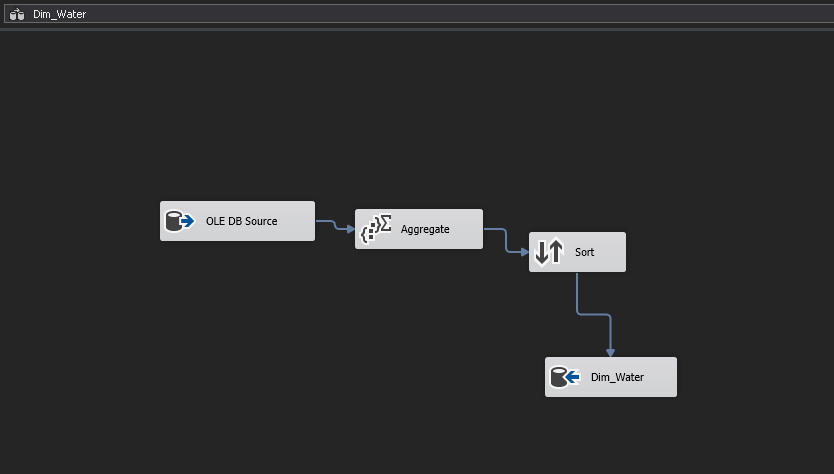 Dim_Water
OLE DB Source
Aggregate
Sort
Dim_Water